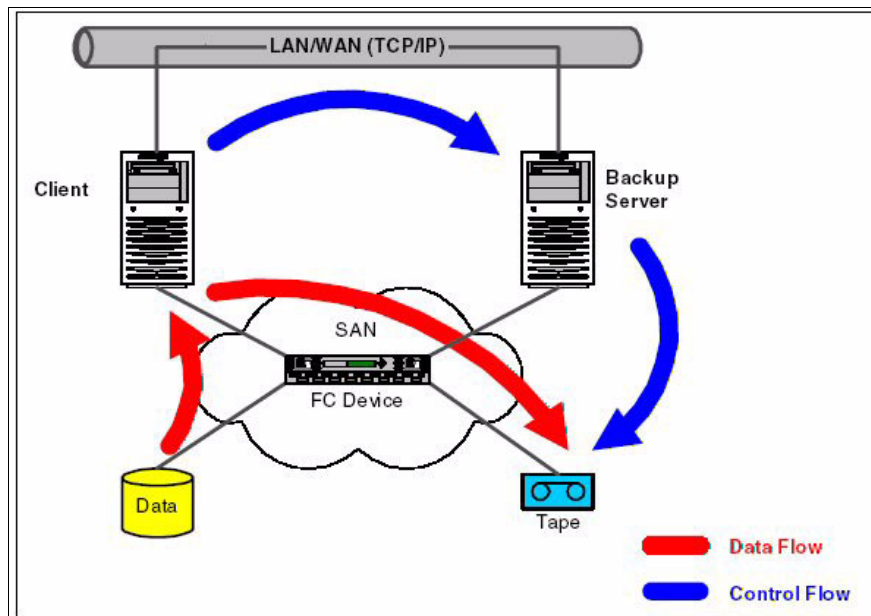 LAN/WAN (TCP/IP)
Client
Backup
Server
SAN
FC Device
Data
Tape
Data Flow
Control Flow